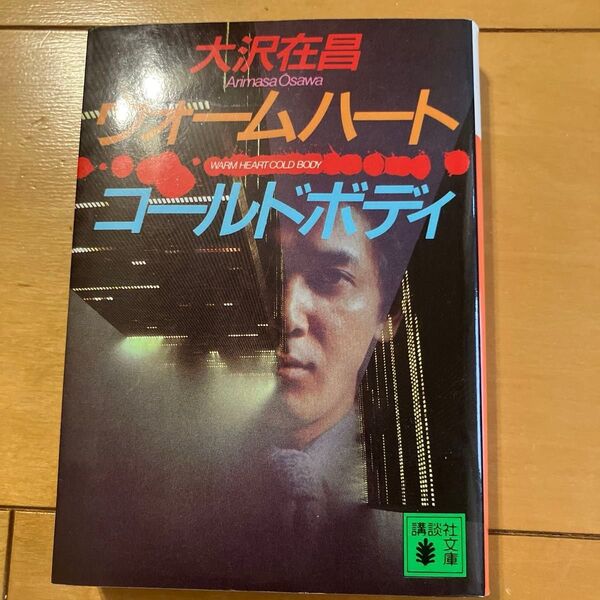 大沢在昌
Arimasa Ōsawa
ウォームハート
WARM HEART COLD BODY
コールドボディ
講談社
文庫